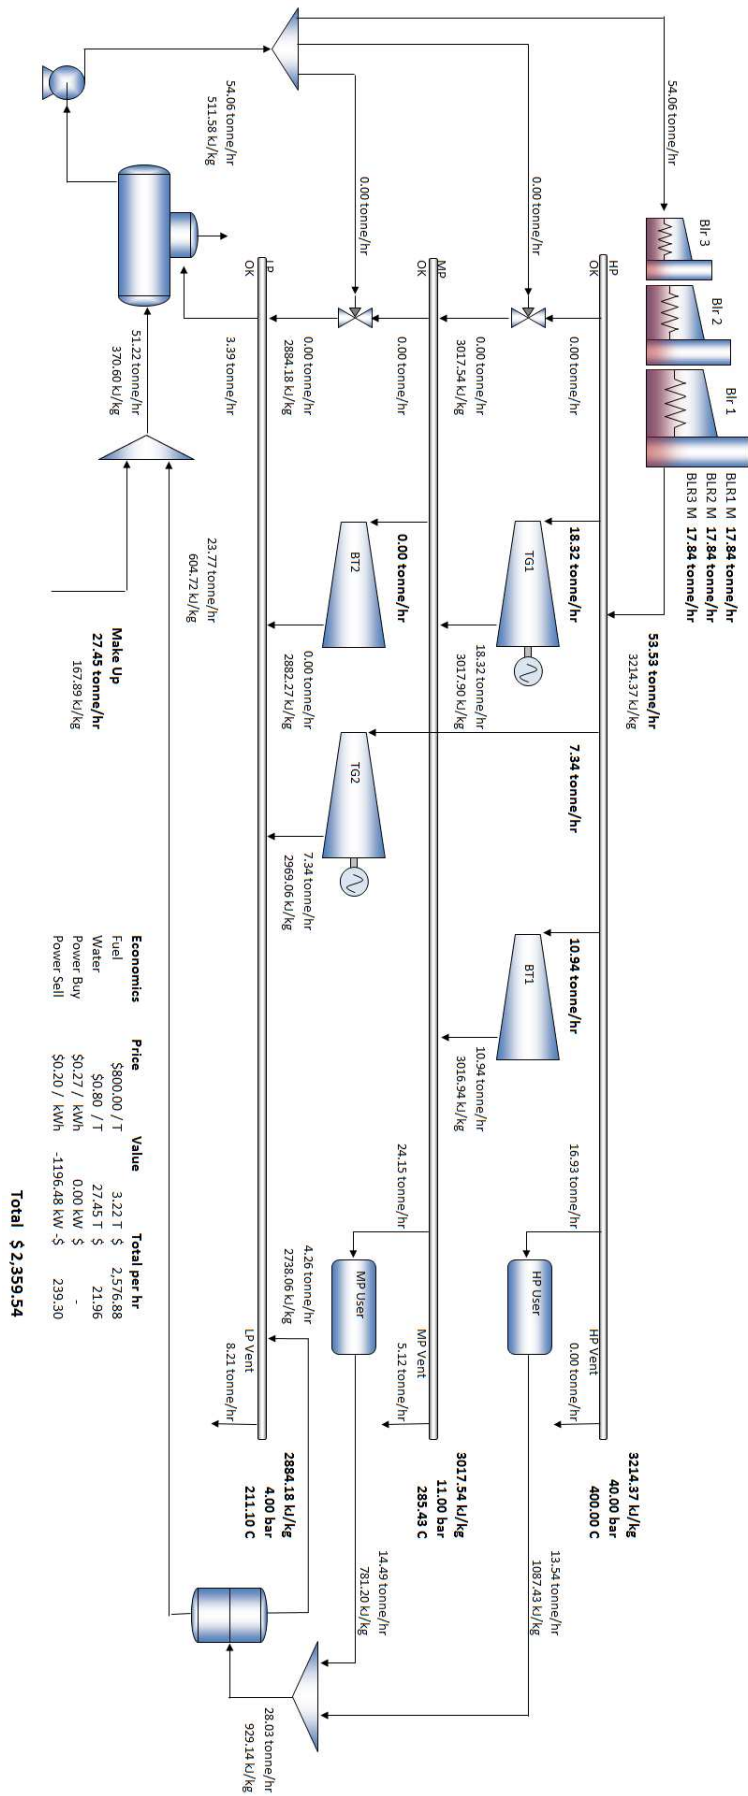 Blr 3
Blr 2
Blr 1
BLR1 M 17.84 tonne/hr
BLR2 M 17.84 tonne/hr
BLR3 M 17.84 tonne/hr
54.06 tonne/hr
53.53 tonne/hr
3214.37 kJ/kg
HP
OK
0.00 tonne/hr
0.00 tonne/hr
18.32 tonne/hr
TG1
18.32 tonne/hr
3017.90 kJ/kg
7.34 tonne/hr
10.94 tonne/hr
BT1
10.94 tonne/hr
3016.94 kJ/kg
16.93 tonne/hr
HP User
HP Vent
0.00 tonne/hr
3214.37 kJ/kg
40.00 bar
400.00 C
13.54 tonne/hr
1087.43 kJ/kg
0.00 tonne/hr
3017.54 kJ/kg
MP
OK
0.00 tonne/hr
0.00 tonne/hr
0.00 tonne/hr
BT2
0.00 tonne/hr
2882.27 kJ/kg
TG2
7.34 tonne/hr
2969.06 kJ/kg
24.15 tonne/hr
MP User
MP Vent
5.12 tonne/hr
3017.54 kJ/kg
11.00 bar
285.43 C
14.49 tonne/hr
781.20 kJ/kg
54.06 tonne/hr
511.58 kJ/kg
0.00 tonne/hr
2884.18 kJ/kg
LP
OK
3.39 tonne/hr
4.26 tonne/hr
2738.06 kJ/kg
LP Vent
8.21 tonne/hr
2884.18 kJ/kg
4.00 bar
211.10 C
28.03 tonne/hr
929.14 kJ/kg
51.22 tonne/hr
370.60 kJ/kg
23.77 tonne/hr
604.72 kJ/kg
Make Up
27.45 tonne/hr
167.89 kJ/kg
Economics Price Value Total per hr
Fuel $800.00 / T 3.22 T $ 2,576.88
Water $0.80 / T 27.45 T $ 21.96
Power Buy $0.27 / kWh 0.00 kW $ -
Power Sell $0.20 / kWh -1196.48 kW -$ 239.30
Total $ 2,359.54